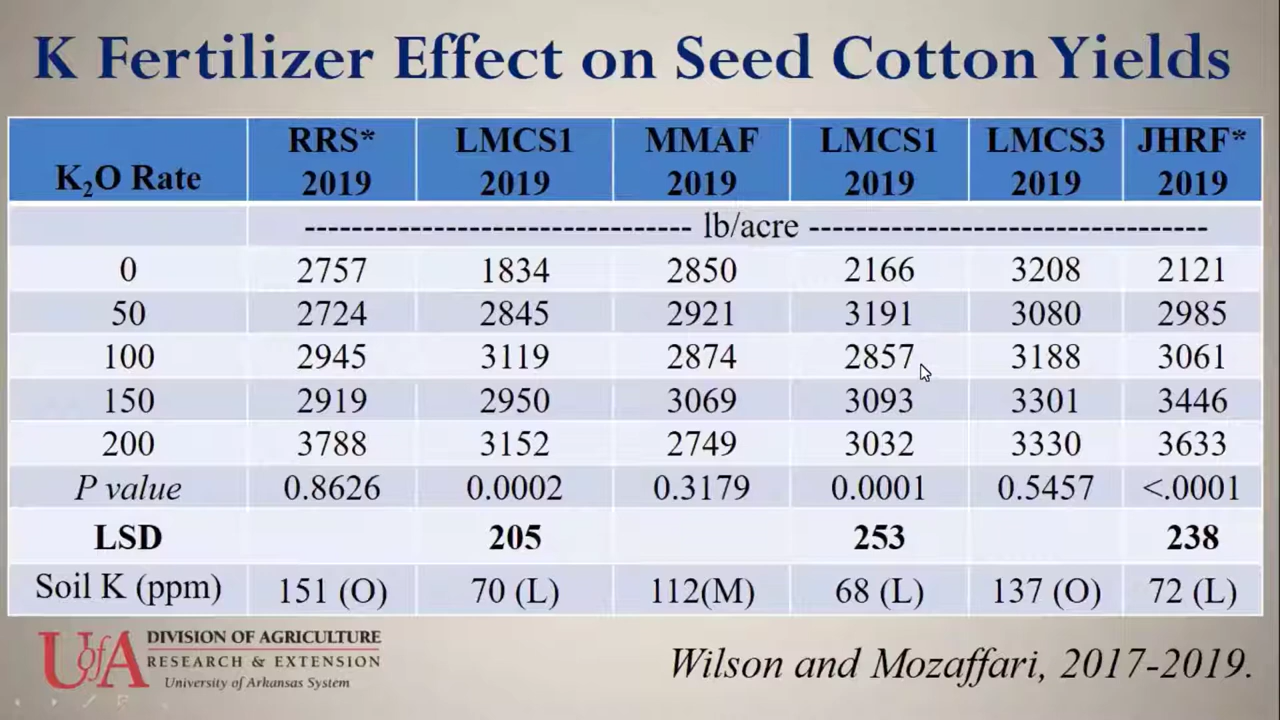 K Fertilizer Effect on Seed Cotton Yields
K₂O Rate RRS* 2019 LMCS1 2019 MMAF 2019 LMCS1 2019 LMCS3 2019 JHRF* 2019
--------------------------------- lb/acre ----------------------------------
0 2757 1834 2850 2166 3208 2121
50 2724 2845 2921 3191 3080 2985
100 2945 3119 2874 2857 3188 3061
150 2919 2950 3069 3093 3301 3446
200 3788 3152 2749 3032 3330 3633
P value 0.8626 0.0002 0.3179 0.0001 0.5457 <.0001
LSD 205 253 238
Soil K (ppm) 151 (O) 70 (L) 112(M) 68 (L) 137 (O) 72 (L)
UofA DIVISION OF AGRICULTURE
RESEARCH & EXTENSION
University of Arkansas System
Wilson and Mozaffari, 2017-2019.